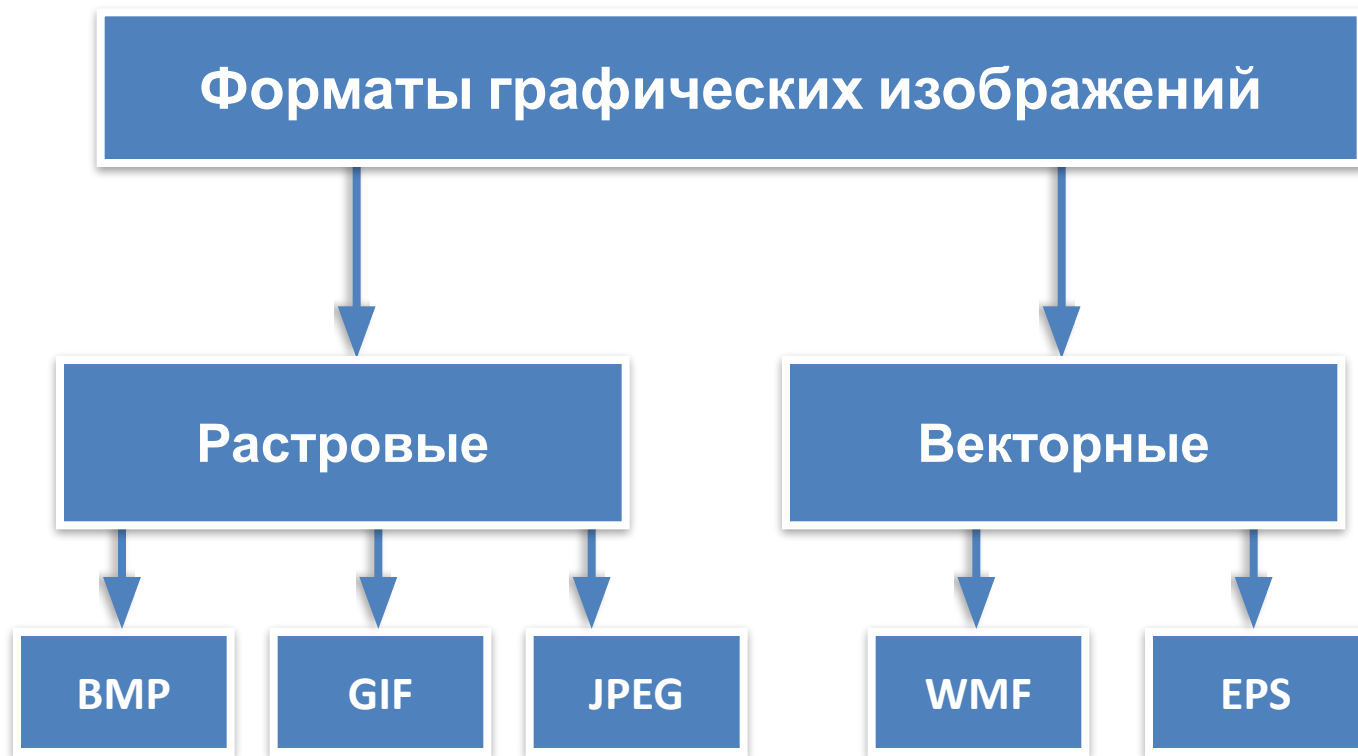 Форматы графических изображений
Растровые
Векторные
BMP
GIF
JPEG
WMF
EPS